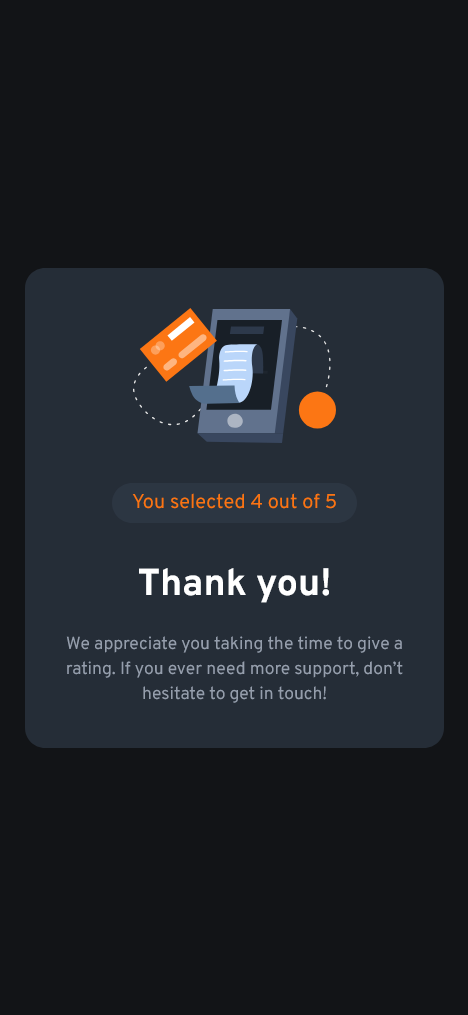 You selected 4 out of 5
Thank you!
We appreciate you taking the time to give a
rating. If you ever need more support, don’t
hesitate to get in touch!